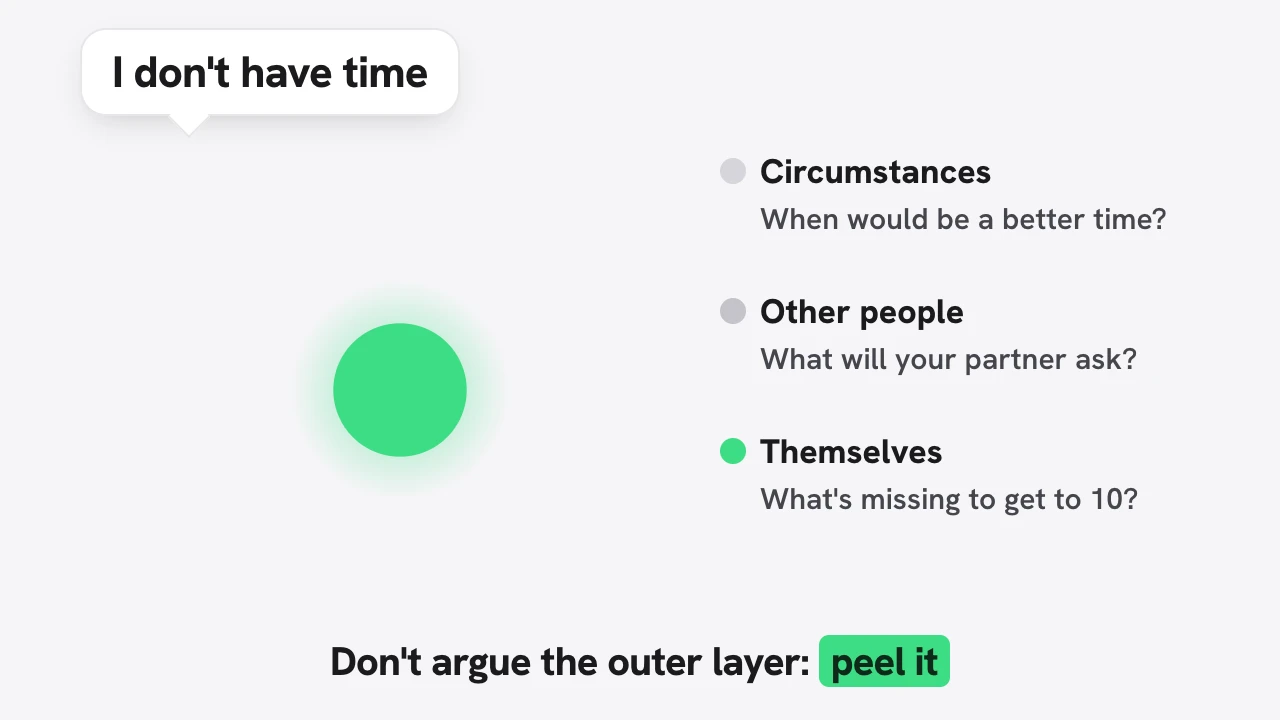 I don't have time
Circumstances
When would be a better time?
Other people
What will your partner ask?
Themselves
What's missing to get to 10?
Don't argue the outer layer: peel it